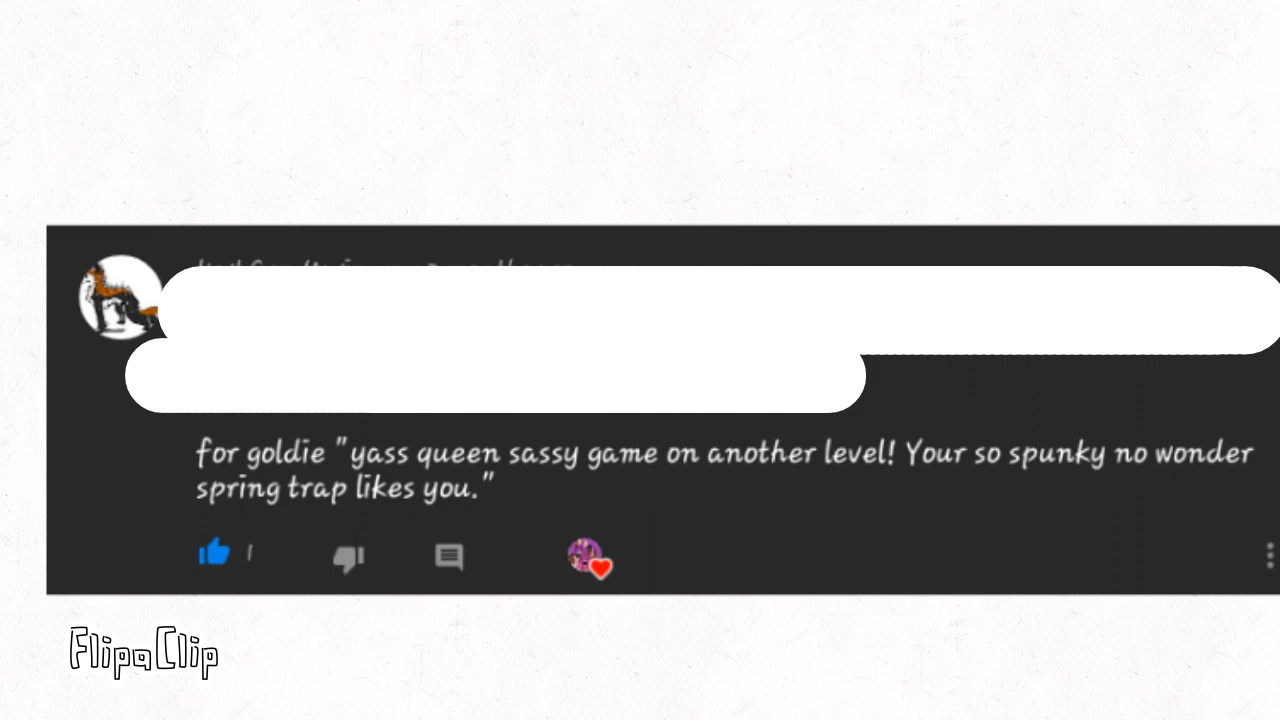 for goldie "yass queen sassy game on another level! Your so spunky no wonder
spring trap likes you."
1
FlipaClip